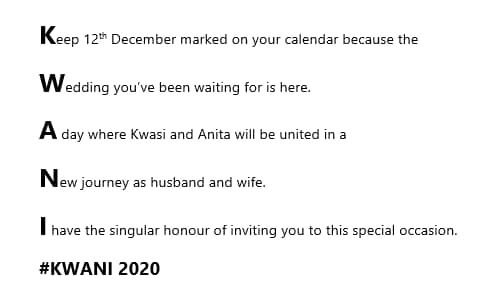 Keep 12th December marked on your calendar because the
Wedding you've been waiting for is here.
A day where Kwasi and Anita will be united in a
New journey as husband and wife.
I have the singular honour of inviting you to this special occasion.
#KWANI 2020